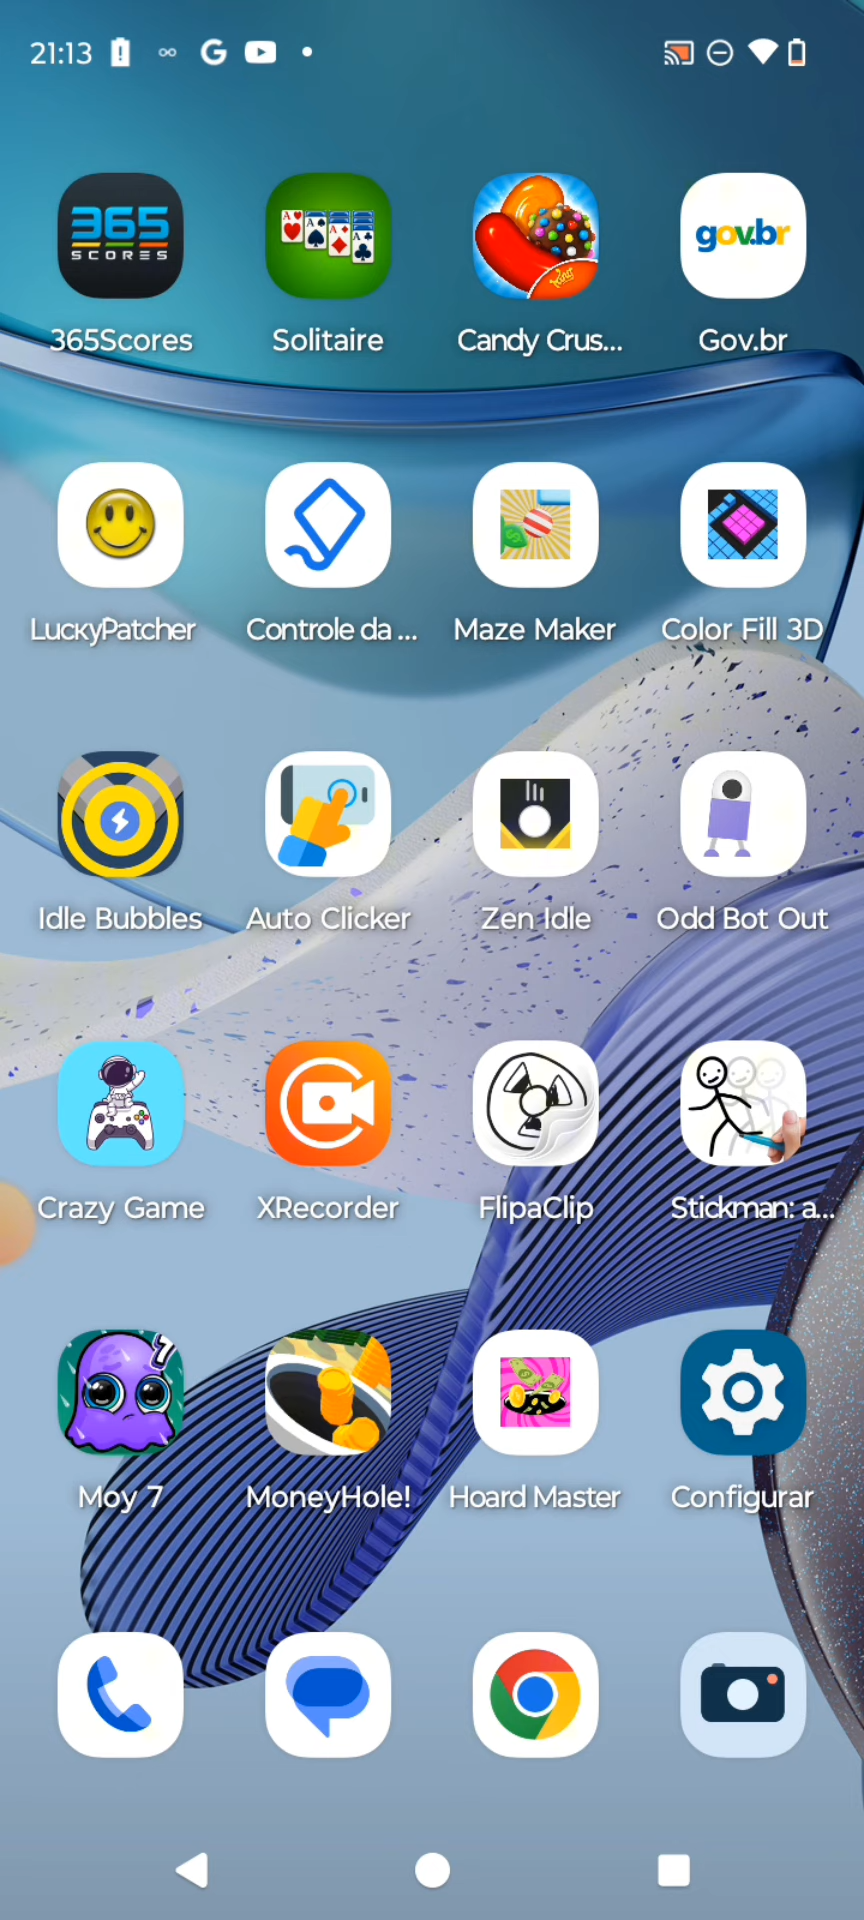 21:13
365 SCORES
King
gov.br
365Scores
Solitaire
Candy Crus...
Gov.br
LuckyPatcher
Controle da ...
Maze Maker
Color Fill 3D
Idle Bubbles
Auto Clicker
Zen Idle
Odd Bot Out
Crazy Game
XRecorder
FlipaClip
Stickman: a...
7
Moy 7
MoneyHole!
Hoard Master
Configurar